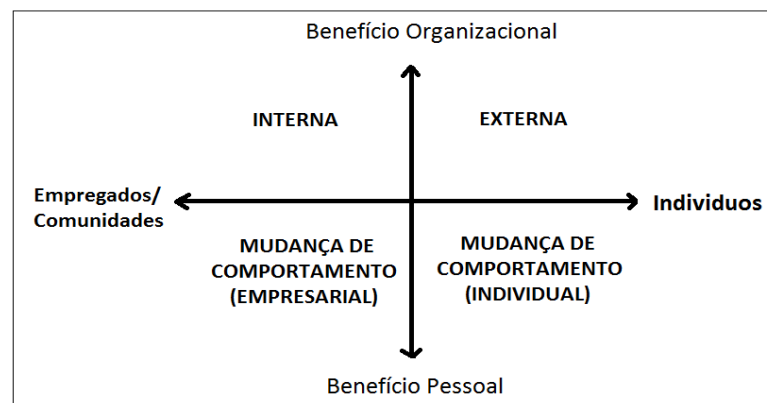 Benefício Organizacional
INTERNA
EXTERNA
Empregados/
Comunidades
Individuos
MUDANÇA DE
COMPORTAMENTO
(EMPRESARIAL)
MUDANÇA DE
COMPORTAMENTO
(INDIVIDUAL)
Benefício Pessoal